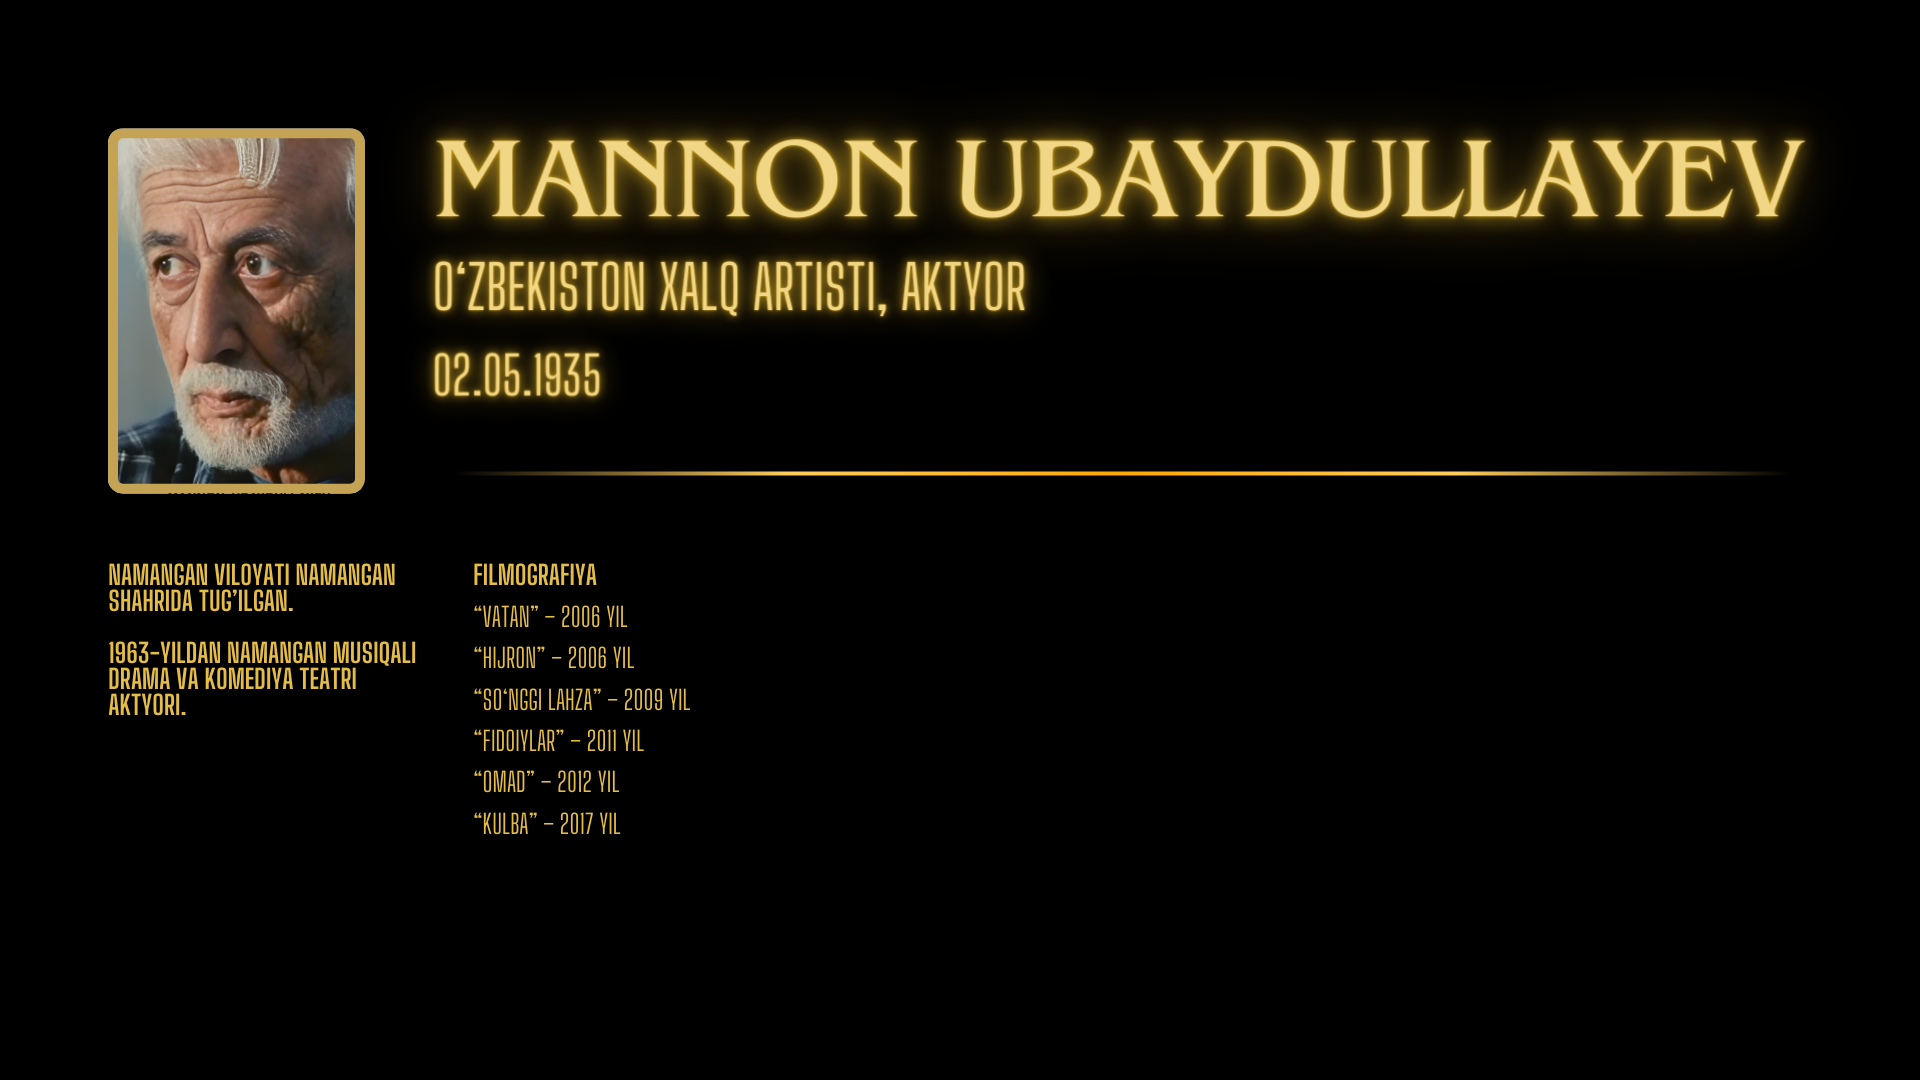 MANNON UBAYDULLAYEV
O‘ZBEKISTON XALQ ARTISTI, AKTYOR
02.05.1935
NAMANGAN VILOYATI NAMANGAN
SHAHRIDA TUG’ILGAN.
1963-YILDAN NAMANGAN MUSIQALI
DRAMA VA KOMEDIYA TEATRI
AKTYORI.
FILMOGRAFIYA
“VATAN” – 2006 YIL
“HIJRON” – 2006 YIL
“SO‘NGGI LAHZA” – 2009 YIL
“FIDOIYLAR” – 2011 YIL
“OMAD” – 2012 YIL
“KULBA” – 2017 YIL